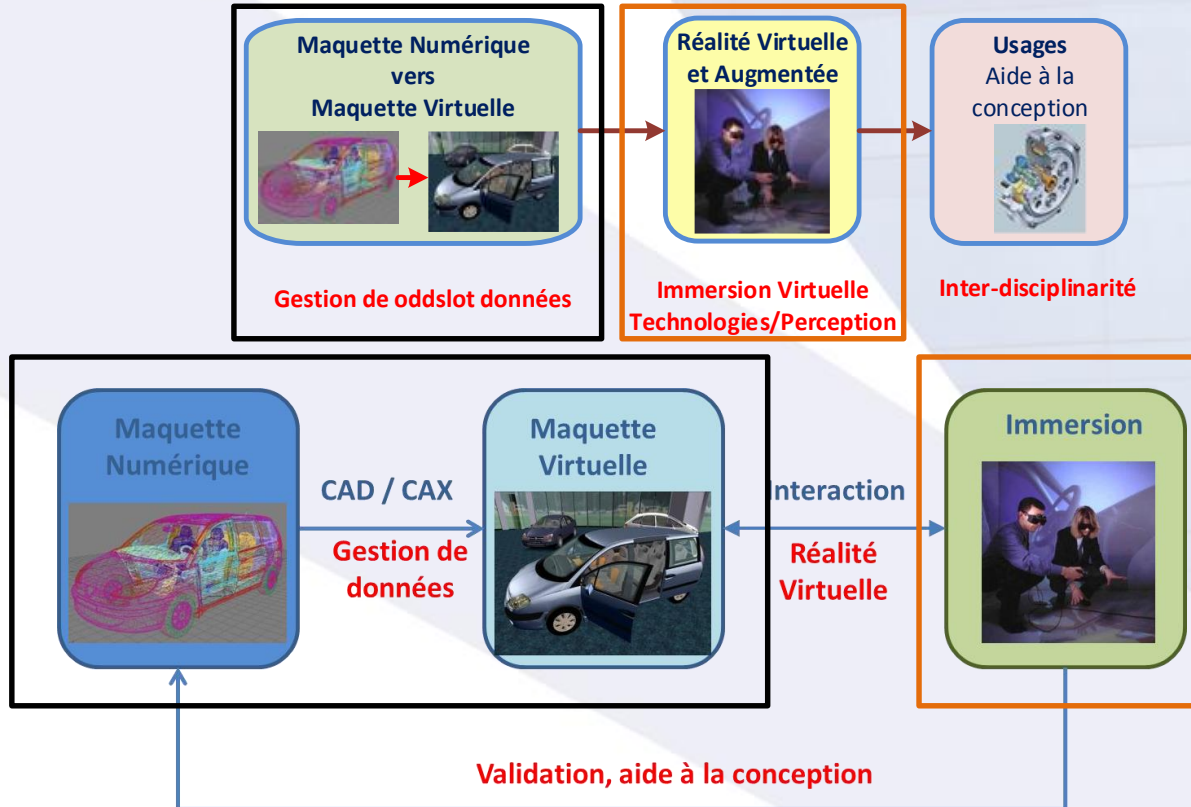 Maquette Numérique
vers
Maquette Virtuelle
Réalité Virtuelle
et Augmentée
Usages
Aide à la
conception
Gestion de oddslot données
Immersion Virtuelle
Technologies/Perception
Inter-disciplinarité
Maquette
Numérique
CAD / CAX
Gestion de
données
Maquette
Virtuelle
Interaction
Réalité
Virtuelle
Immersion
Validation, aide à la conception